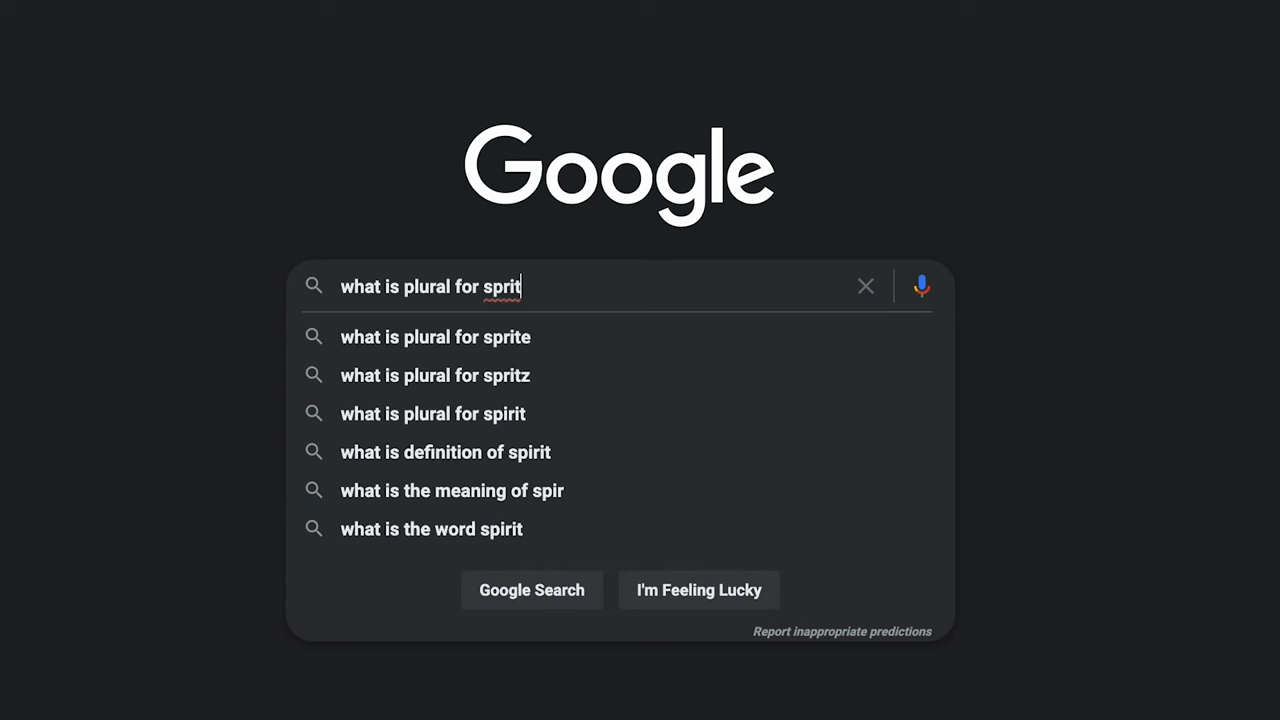 Google
what is plural for sprit
what is plural for sprite
what is plural for spritz
what is plural for spirit
what is definition of spirit
what is the meaning of spir
what is the word spirit
Google Search
I'm Feeling Lucky
Report inappropriate predictions